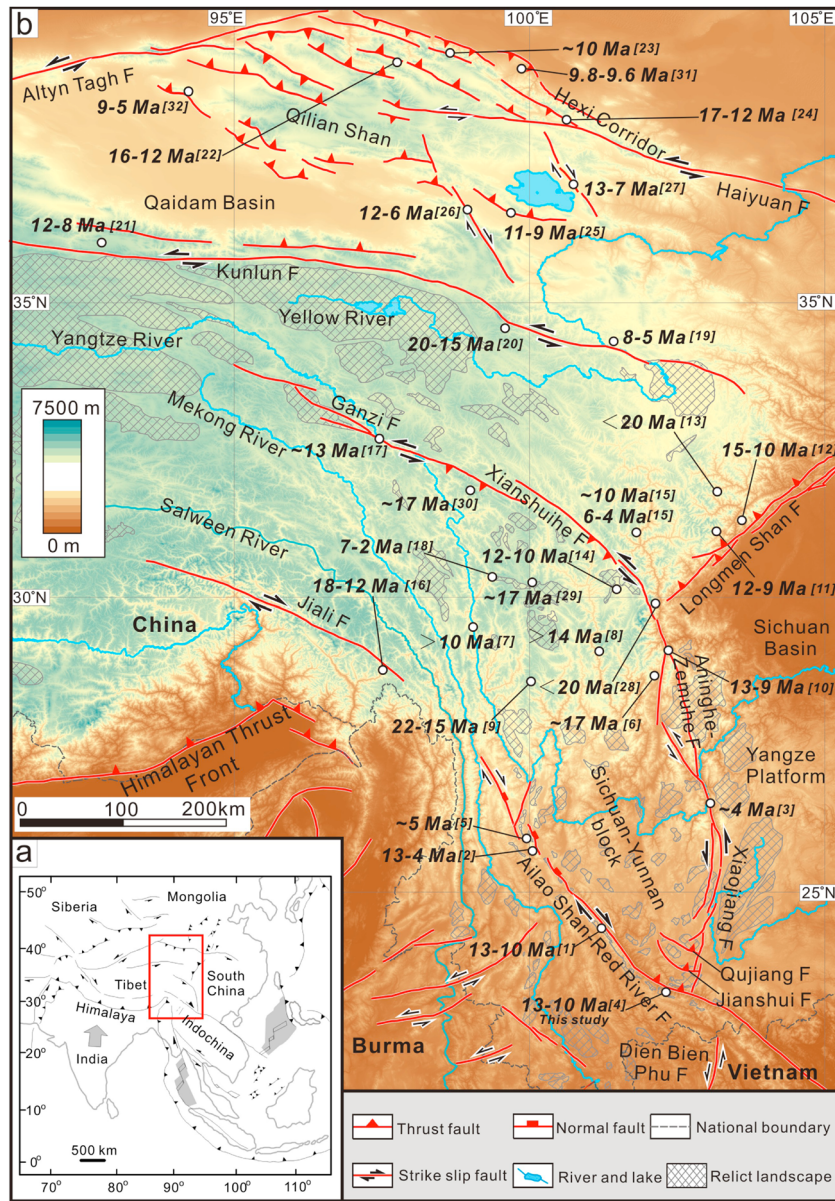 b
95°E
100°E
105°E
~10 Ma[23]
9.8-9.6 Ma[31]
Altyn Tagh F
9-5 Ma[32]
Hexi Corridor
17-12 Ma [24]
Qilian Shan
16-12 Ma[22]
13-7 Ma[27]
Haiyuan F
Qaidam Basin
12-6 Ma[26]
12-8 Ma[21]
11-9 Ma[25]
Kunlun F
35°N
35°N
Yellow River
Yangtze River
20-15 Ma [20]
8-5 Ma [19]
7500 m
0 m
Mekong River
Ganzi F
<20 Ma [13]
~13 Ma[17]
15-10 Ma [12]
Xianshuihe F
~17 Ma [30]
~10 Ma[15]
6-4 Ma[15]
Salween River
7-2 Ma[18]
12-10 Ma[14]
Longmen Shan F
18-12 Ma [16]
~17 Ma [29]
12-9 Ma [11]
30°N
Jiali F
China
Sichuan
Basin
>10 Ma [7]
>14 Ma [8]
Aninghe-
Zemuhe F
<20 Ma [28]
13-9 Ma [10]
22-15 Ma [9]
~17 Ma [6]
Himalayan Thrust
Front
Yangze
Platform
Sichuan-Yunnan
block
0 100 200km
~4 Ma[3]
~5 Ma[5]
13-4 Ma[2]
a
Xiaojiang F
25°N
Ailao Shan Red River F
13-10 Ma[1]
Qujiang F
Jianshui F
13-10 Ma[4]
This study
Burma
Dien Bien
Phu F
Vietnam
50°
40°
30°
20°
10°
0°
Siberia
Mongolia
Tibet
South
China
Himalaya
Indochina
India
500 km
70° 80° 90° 100° 110°
Thrust fault
Normal fault
National boundary
Strike slip fault
River and lake
Relict landscape